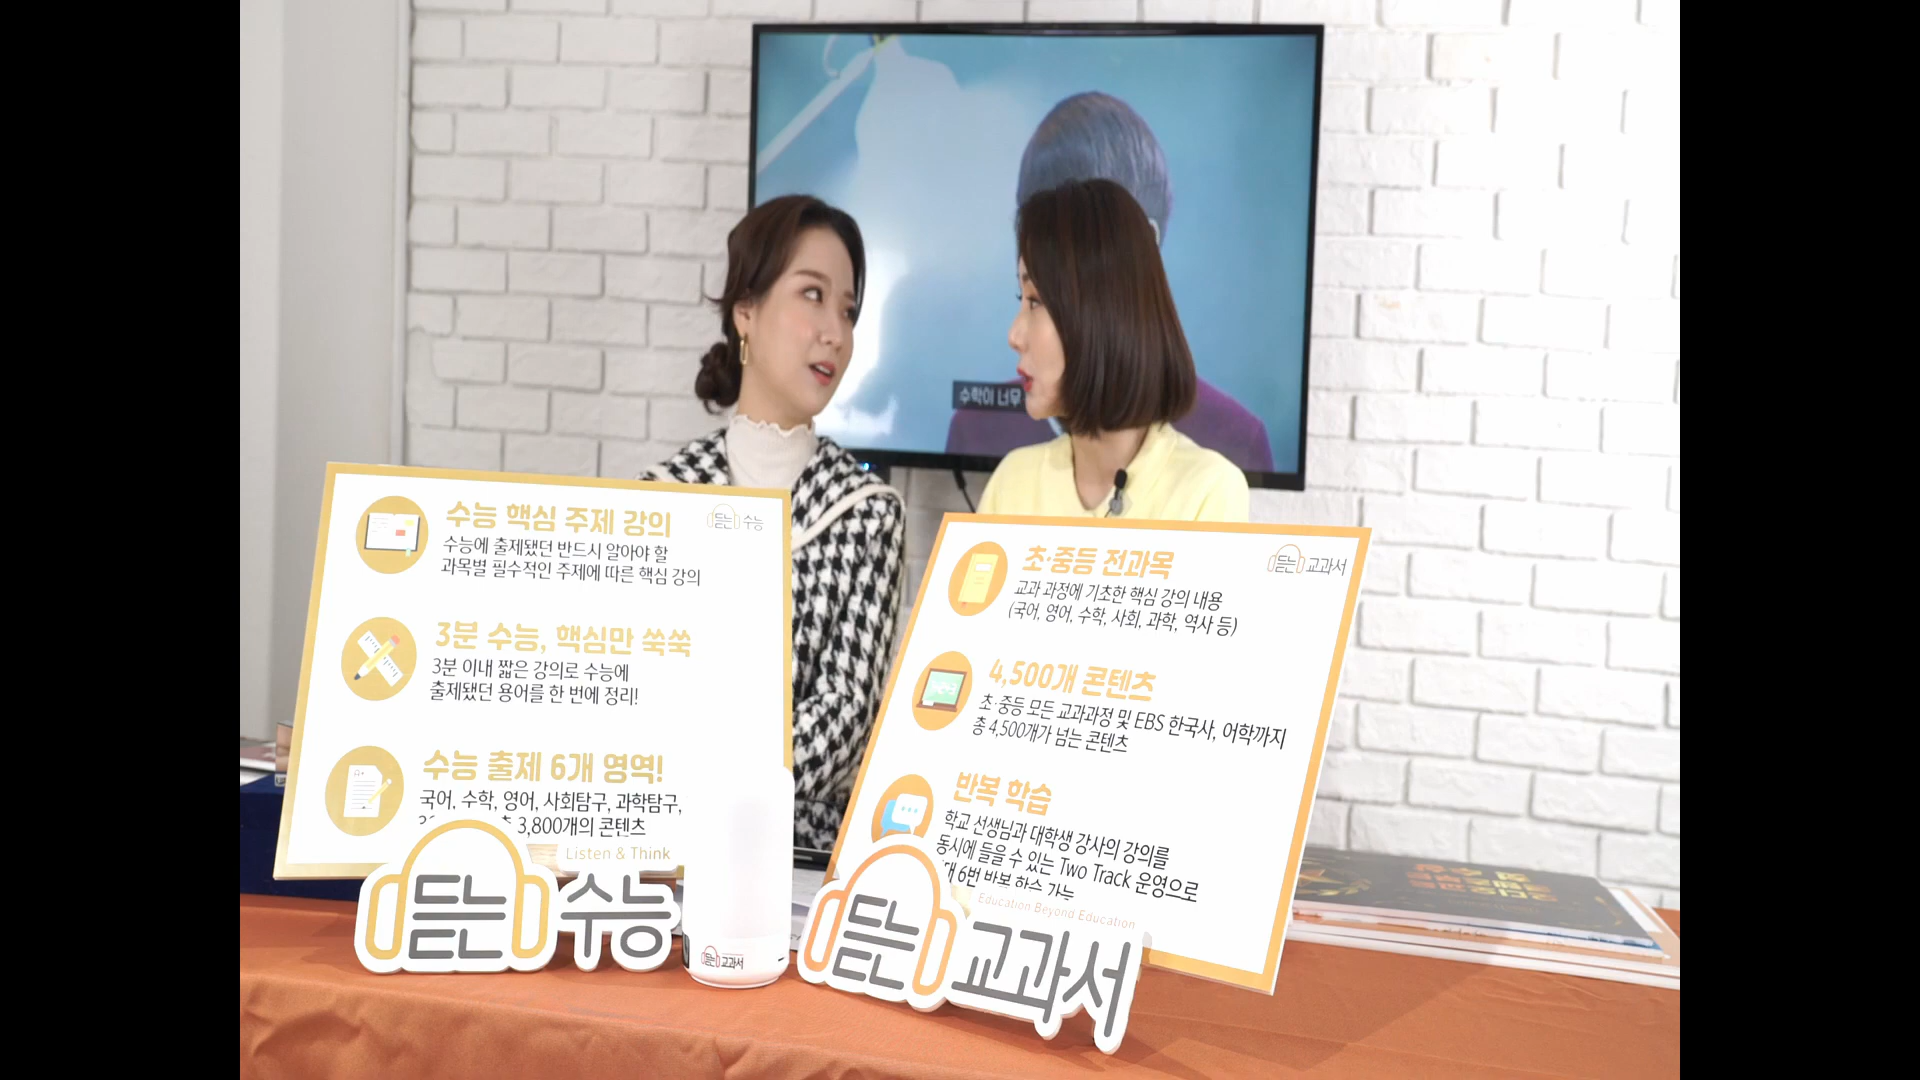 수학이 너무
듣는 수능
수능 핵심 주제 강의
수능에 출제됐던 반드시 알아야 할
과목별 필수적인 주제에 따른 핵심 강의
3분 수능, 핵심만 쏙쏙
3분 이내 짧은 강의로 수능에
출제됐던 용어를 한 번에 정리!
수능 출제 6개 영역!
국어, 수학, 영어, 사회탐구, 과학탐구,
3,800개의 콘텐츠
Listen & Think
듣는 수능
듣는 교과서
듣는 교과서
초·중등 전과목
교과 과정에 기초한 핵심 강의 내용
(국어, 영어, 수학, 사회, 과학, 역사 등)
4,500개 콘텐츠
초·중등 모든 교과과정 및 EBS 한국사, 어학까지
총 4,500개가 넘는 콘텐츠
반복 학습
학교 선생님과 대학생 강사의 강의를
동시에 들을 수 있는 Two Track 운영으로
6번 반복 학습 가능
Education Beyond Education
듣는 교과서